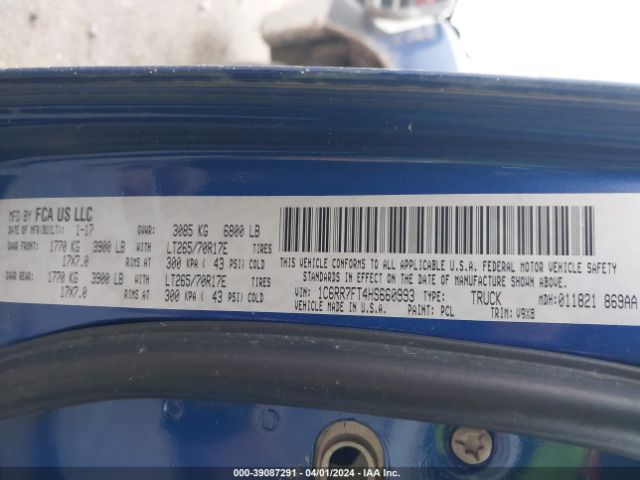 MFD BY FCA US LLC
DATE OF MFR(BUILT): 1-17 GVWR: 3085 KG 6800 LB
GAWR FRONT: 1770 KG 3900 LB WITH LT265/70R17E TIRES
17X7.0 RIMS AT 300 KPA ( 43 PSI) COLD
GAWR REAR: 1770 KG 3900 LB WITH LT265/70R17E TIRES
17X7.0 RIMS AT 300 KPA ( 43 PSI) COLD
THIS VEHICLE CONFORMS TO ALL APPLICABLE U.S.A. FEDERAL MOTOR VEHICLE SAFETY
STANDARDS IN EFFECT ON THE DATE OF MANUFACTURE SHOWN ABOVE.
VIN: 1C6RR7FT4HS660993 TYPE: TRUCK MDH:011821 869AA
VEHICLE MADE IN U.S.A. PAINT: PCL TRIM: V9X8
000-39087291 - 04/01/2024 - IAA Inc.